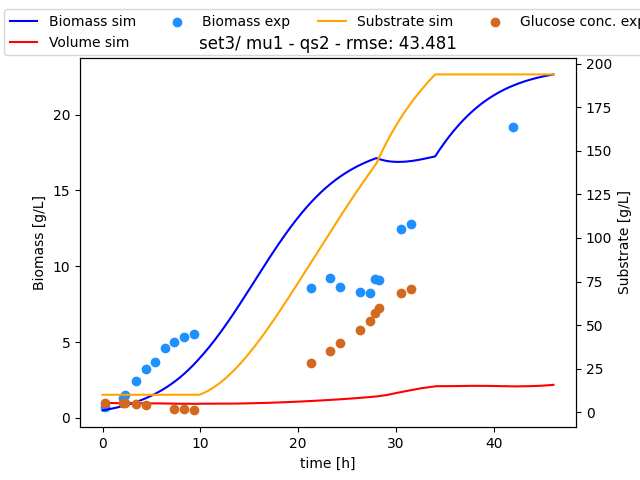 Biomass sim Biomass exp Substrate sim Glucose conc. exp
Volume sim
set3/ mu1 - qs2 - rmse: 43.481
Biomass [g/L]
20
15
10
5
0
0 10 20 30 40
time [h]
200
175
150
125
100
75
50
25
0
Substrate [g/L]